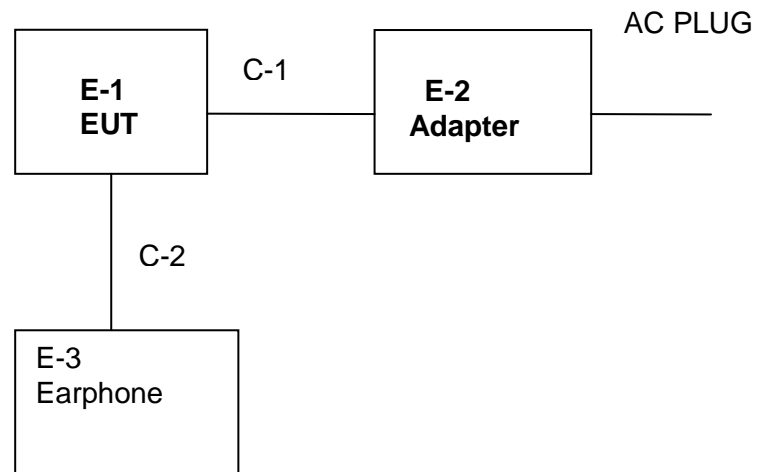 AC PLUG
C-1
E-1
EUT
E-2
Adapter
C-2
E-3
Earphone